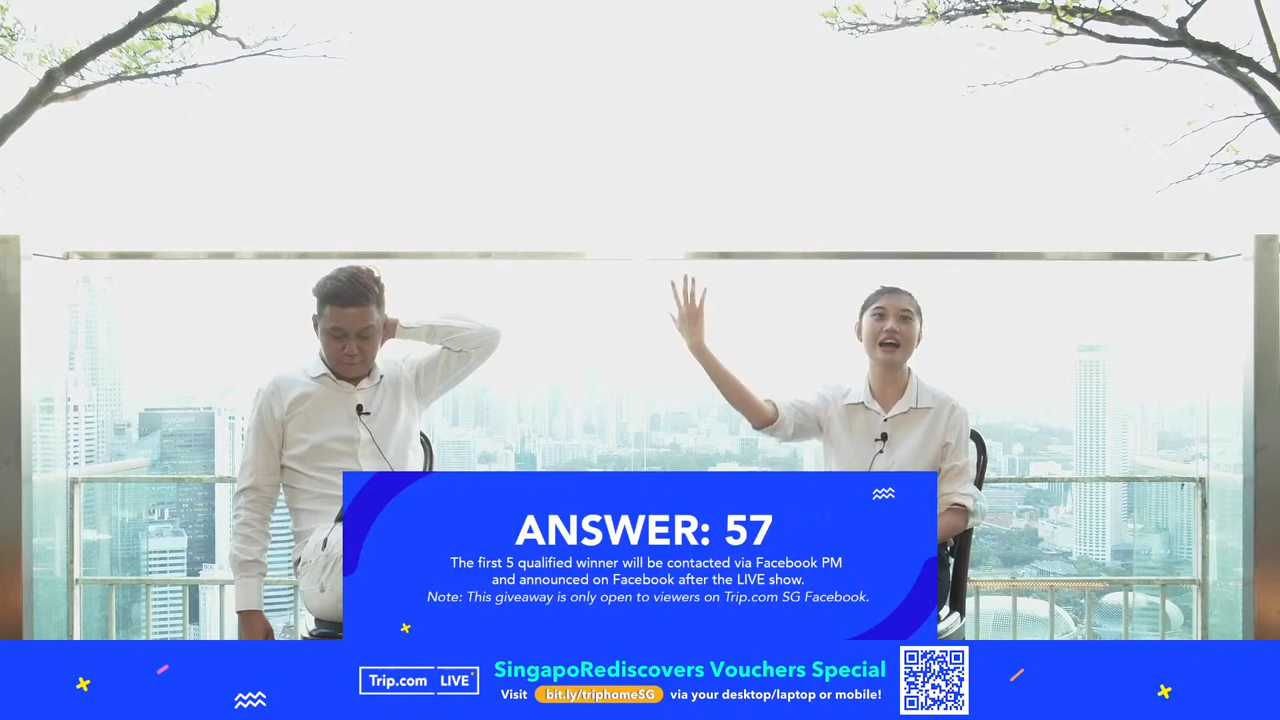 ANSWER: 57
The first 5 qualified winner will be contacted via Facebook PM
and announced on Facebook after the LIVE show.
Note: This giveaway is only open to viewers on Trip.com SG Facebook.
Trip.com LIVE
SingapoRediscovers Vouchers Special
Visit bit.ly/triphomeSG via your desktop/laptop or mobile!